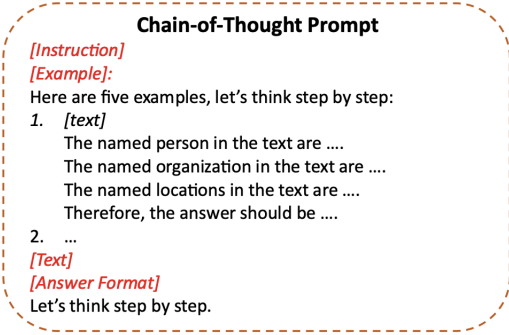 Chain-of-Thought Prompt
[Instruction]
[Example]:
Here are five examples, let's think step by step:
1. [text]
The named person in the text are ....
The named organization in the text are ....
The named locations in the text are ....
Therefore, the answer should be ....
2. ...
[Text]
[Answer Format]
Let's think step by step.